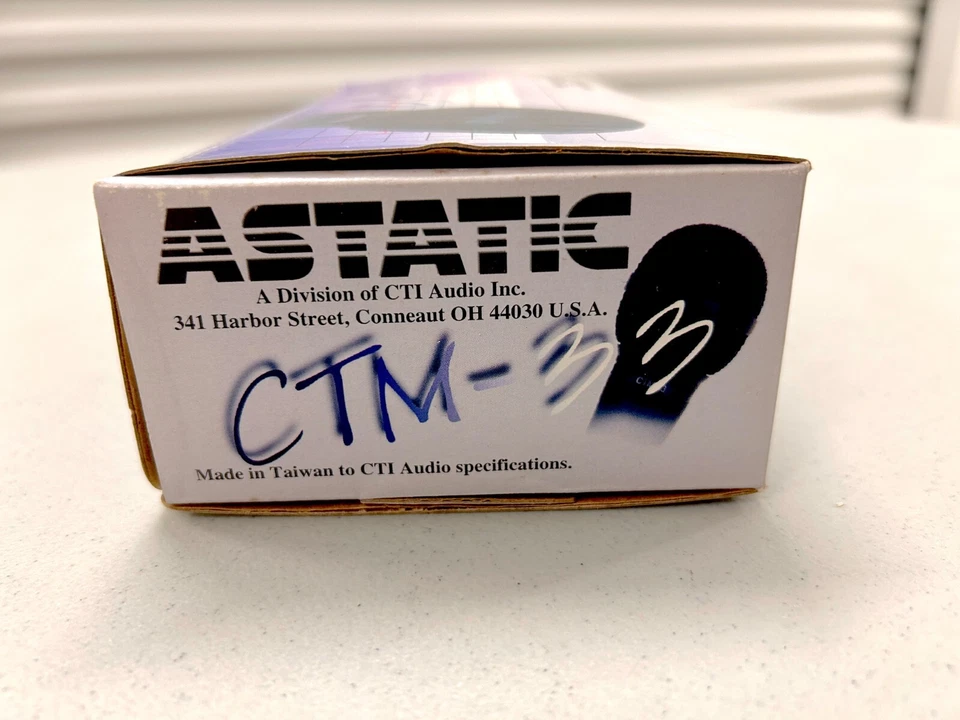 ASTATIC
A Division of CTI Audio Inc.
341 Harbor Street, Conneaut OH 44030 U.S.A.
CTM-33
Made in Taiwan to CTI Audio specifications.